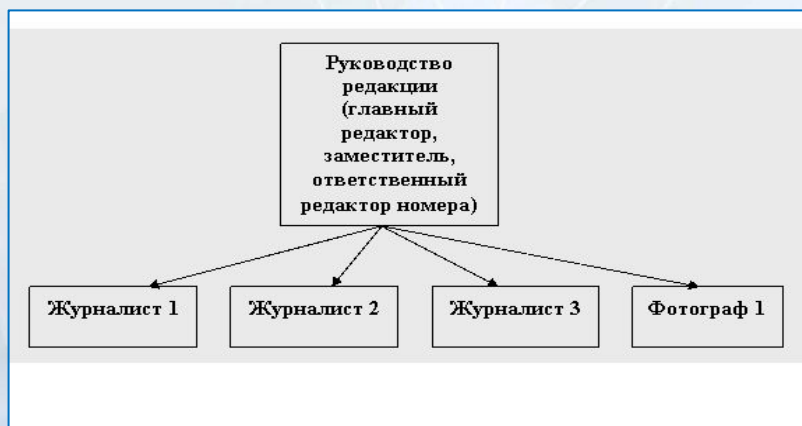 Руководство
редакции
(главный
редактор,
заместитель,
ответственный
редактор номера)
Журналист 1
Журналист 2
Журналист 3
Фотограф 1